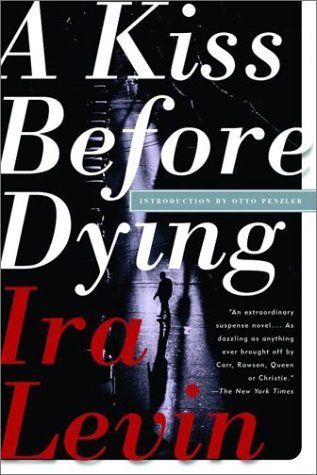 A Kiss
Before
INTRODUCTION BY OTTO PENZLER
Dying
Ira
Levin
"An extraordinary
suspense novel.... As
dazzling as anything
ever brought off by
Carr, Rawson, Queen
or Christie."
—The New York Times